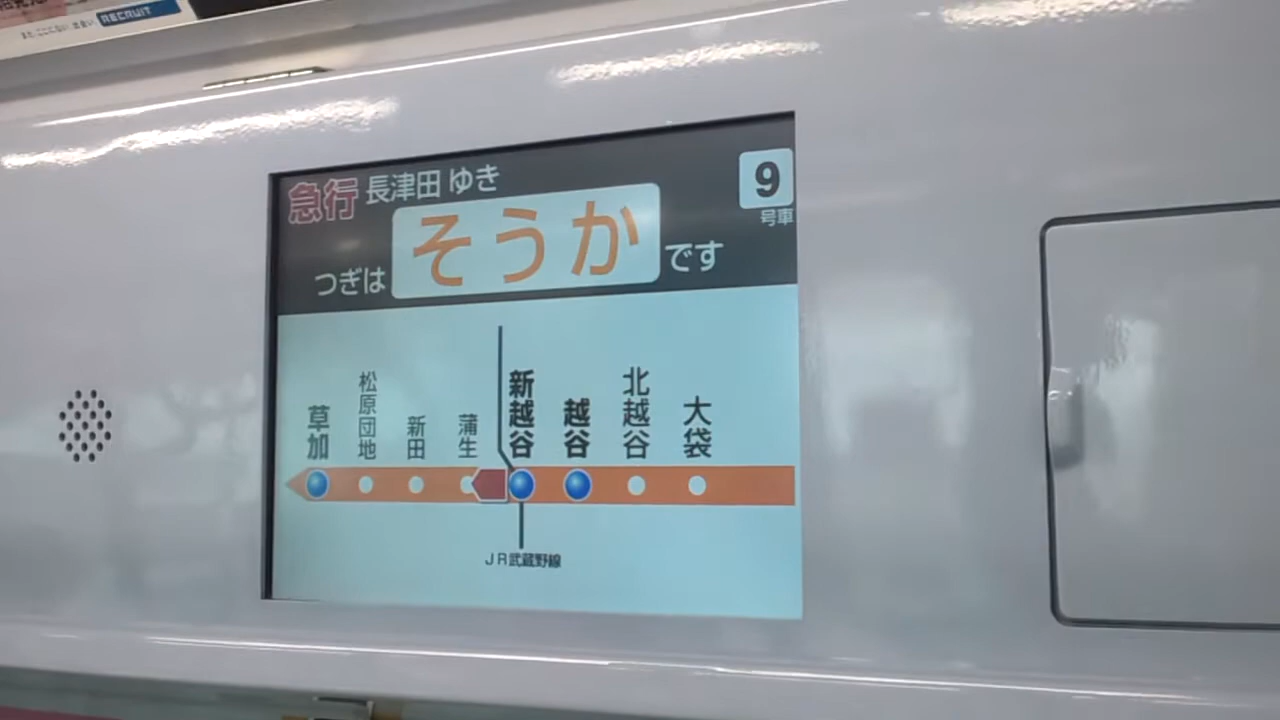 RECRUIT
急行 長津田 ゆき
9
号車
つぎは そうか です
草加
松原団地
新田
蒲生
新越谷
越谷
北越谷
大袋
JR武蔵野線